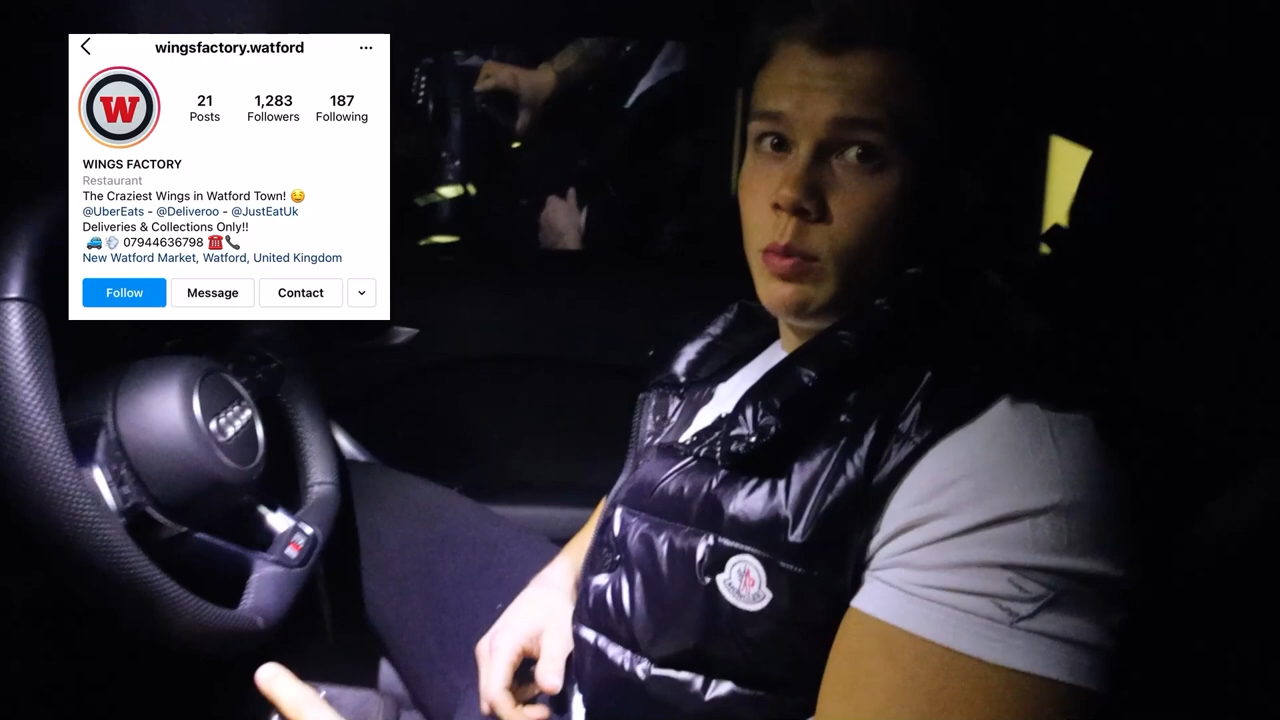 wingsfactory.watford
W
21
1,283
187
Posts
Followers
Following
WINGS FACTORY
Restaurant
The Craziest Wings in Watford Town! 🤤
@UberEats - @Deliveroo - @JustEatUk
Deliveries & Collections Only!!
🚙💨 07944636798 ☎️📞
New Watford Market, Watford, United Kingdom
Follow
Message
Contact
MONCLER